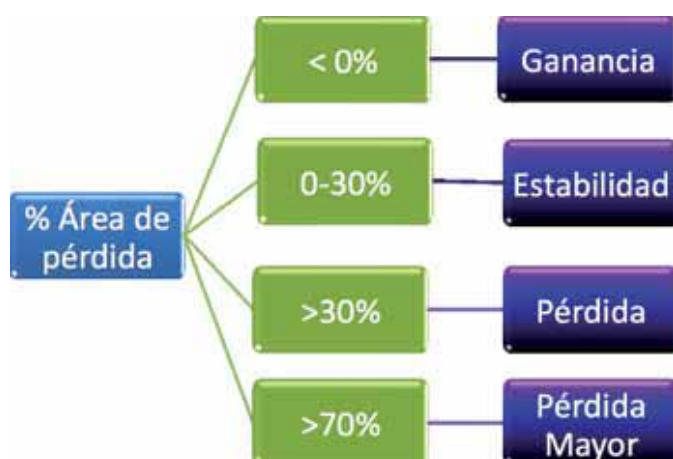 % Área de
pérdida
< 0%
Ganancia
0-30%
Estabilidad
>30%
Pérdida
>70%
Pérdida
Mayor